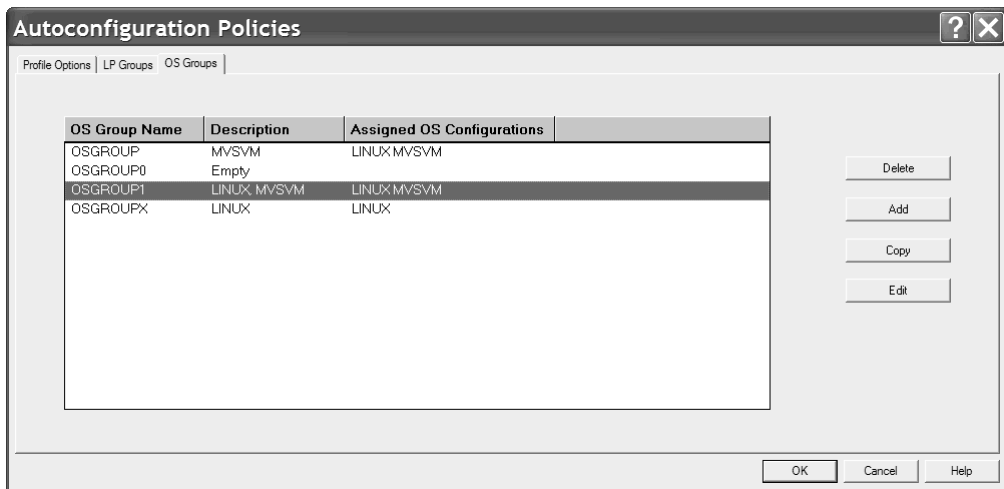 Autoconfiguration Policies
Profile Options LP Groups OS Groups
OS Group Name Description Assigned OS Configurations
OSGROUP MVSVM LINUX MVSVM
OSGROUP0 Empty
OSGROUP1 LINUX, MVSVM LINUX MVSVM
OSGROUPX LINUX LINUX
Delete
Add
Copy
Edit
OK Cancel Help